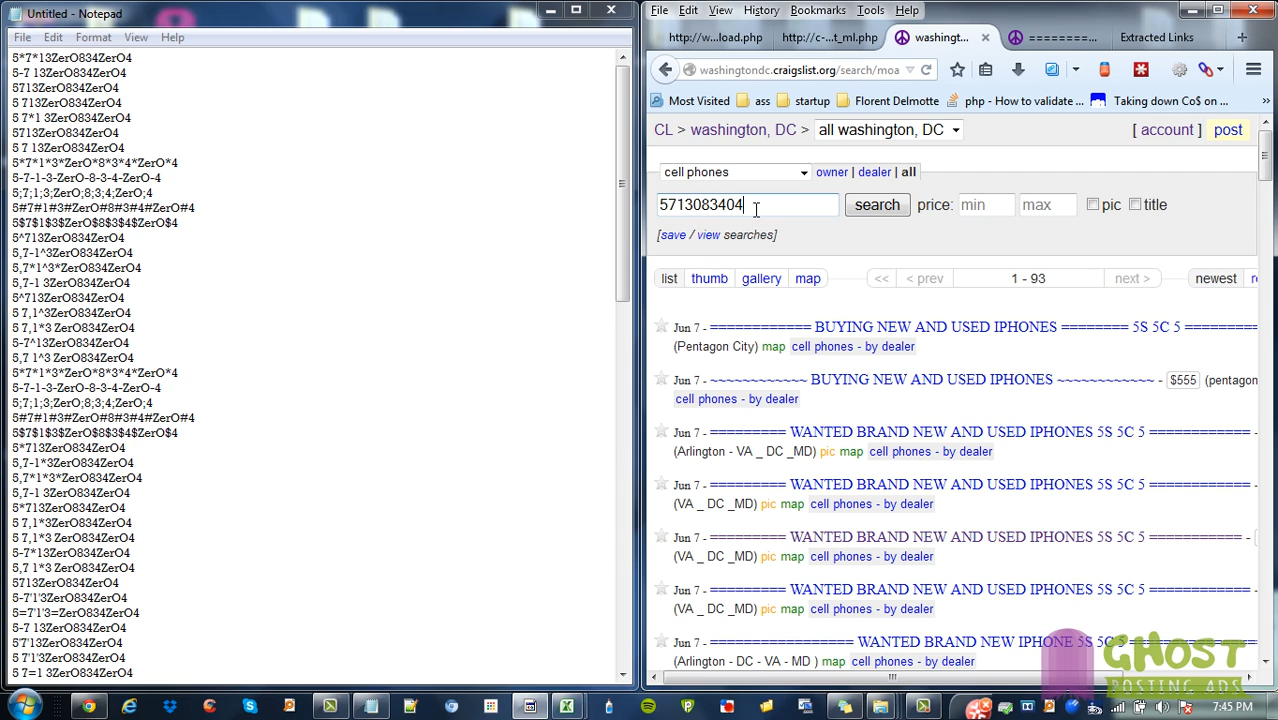 Untitled - Notepad
File Edit Format View Help
5*7*13ZerO834ZerO4
5-7 13ZerO834ZerO4
5713ZerO834ZerO4
5 713ZerO834ZerO4
5 7*1 3ZerO834ZerO4
5713ZerO834ZerO4
5 7 13ZerO834ZerO4
5*7*1*3*ZerO*8*3*4*ZerO*4
5-7-1-3-ZerO-8-3-4-ZerO-4
5;7;1;3;ZerO;8;3;4;ZerO;4
5#7#1#3#ZerO#8#3#4#ZerO#4
5$7$1$3$ZerO$8$3$4$ZerO$4
5^713ZerO834ZerO4
5,7-1^3ZerO834ZerO4
5,7*1^3*ZerO834ZerO4
5,7-1 3ZerO834ZerO4
5^713ZerO834ZerO4
5 7,1^3ZerO834ZerO4
5 7,1*3 ZerO834ZerO4
5-7^13ZerO834ZerO4
5,7 1^3 ZerO834ZerO4
5*7*1*3*ZerO*8*3*4*ZerO*4
5-7-1-3-ZerO-8-3-4-ZerO-4
5;7;1;3;ZerO;8;3;4;ZerO;4
5#7#1#3#ZerO#8#3#4#ZerO#4
5$7$1$3$ZerO$8$3$4$ZerO$4
5*713ZerO834ZerO4
5,7-1*3ZerO834ZerO4
5,7*1*3*ZerO834ZerO4
5,7-1 3ZerO834ZerO4
5*713ZerO834ZerO4
5 7,1*3ZerO834ZerO4
5 7,1*3 ZerO834ZerO4
5-7*13ZerO834ZerO4
5,7 1*3 ZerO834ZerO4
5713ZerO834ZerO4
5-7'1'3ZerO834ZerO4
5=7'1'3=ZerO834ZerO4
5-7 13ZerO834ZerO4
5'7'13ZerO834ZerO4
5 7'1'3ZerO834ZerO4
5 7=1 3ZerO834ZerO4
File Edit View History Bookmarks Tools Help
http://w...load.php http://c-...t_ml.php washingt... ========... Extracted Links
washingtondc.craigslist.org/search/moa
Most Visited ass startup Florent Delmotte php - How to validate ... Taking down Co$ on ...
CL > washington, DC > all washington, DC [ account ] post
cell phones owner | dealer | all
5713083404 search price: min max pic title
[save / view searches]
list thumb gallery map << < prev 1 - 93 next > newest re
Jun 7 - ============ BUYING NEW AND USED IPHONES ======== 5S 5C 5 ============
(Pentagon City) map cell phones - by dealer
Jun 7 - ~~~~~~~~~~~~ BUYING NEW AND USED IPHONES ~~~~~~~~~~~~ - $555 (pentagon
cell phones - by dealer
Jun 7 - ========= WANTED BRAND NEW AND USED IPHONES 5S 5C 5 ============ -
(Arlington - VA _ DC _MD) pic map cell phones - by dealer
Jun 7 - ========= WANTED BRAND NEW AND USED IPHONES 5S 5C 5 ============ -
(VA _ DC _MD) pic map cell phones - by dealer
Jun 7 - ========= WANTED BRAND NEW AND USED IPHONES 5S 5C 5 =========== -
(VA _ DC _MD) pic map cell phones - by dealer
Jun 7 - ========= WANTED BRAND NEW AND USED IPHONES 5S 5C 5 ============ -
(VA _ DC _MD) pic map cell phones - by dealer
Jun 7 - ================= WANTED BRAND NEW IPHONE 5S 5C 5 ============
(Arlington - DC - VA - MD ) map cell phones - by dealer
GHOST
POSTING ADS
7:45 PM